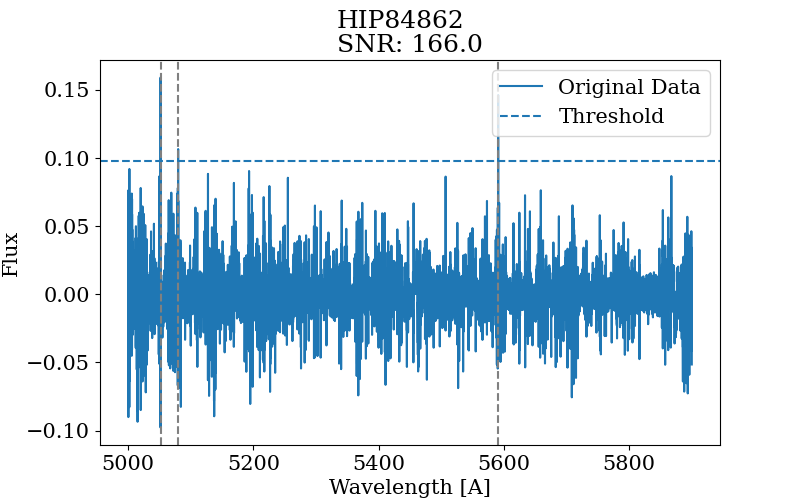 HIP84862
SNR: 166.0
Original Data
Threshold
Flux
0.15
0.10
0.05
0.00
−0.05
−0.10
5000 5200 5400 5600 5800
Wavelength [A]